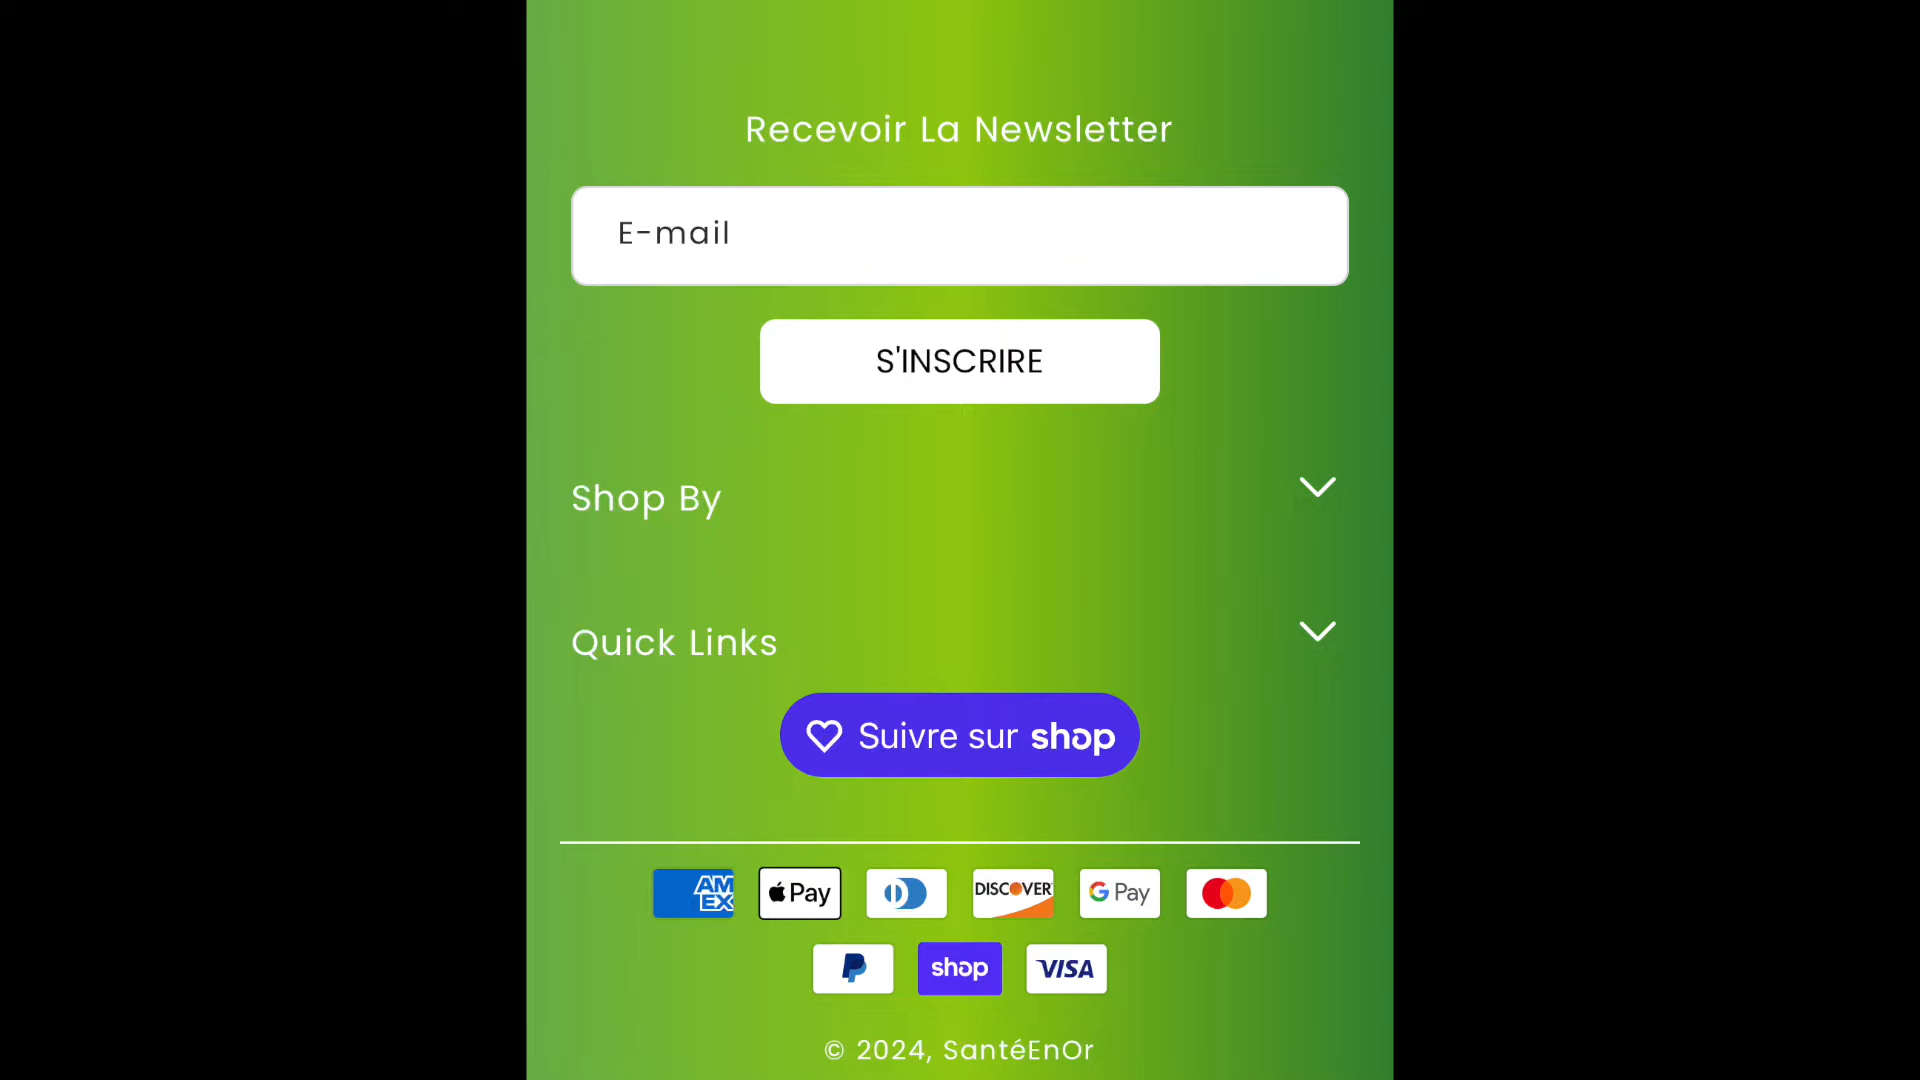 Recevoir La Newsletter
E-mail
S'INSCRIRE
Shop By
Quick Links
Suivre sur shop
AM EX Pay DISCOVER G Pay
shop VISA
© 2024, SantéEnOr